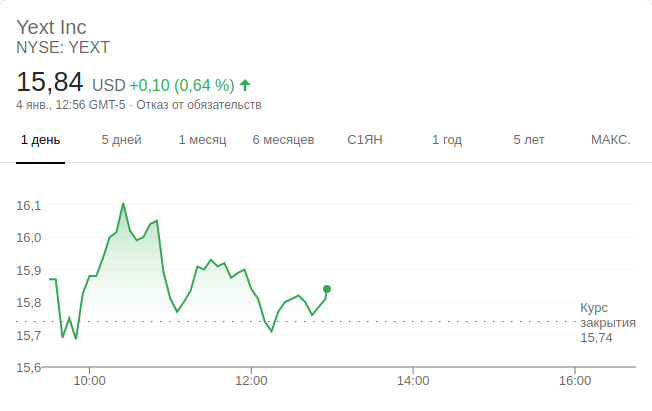 Yext Inc
NYSE: YEXT
15,84 USD +0,10 (0,64 %)
4 янв., 12:56 GMT-5 · Отказ от обязательств
1 день 5 дней 1 месяц 6 месяцев С1ЯН 1 год 5 лет МАКС.
16,1
16,0
15,9
15,8
15,7
15,6
Курс
закрытия
15,74
10:00 12:00 14:00 16:00